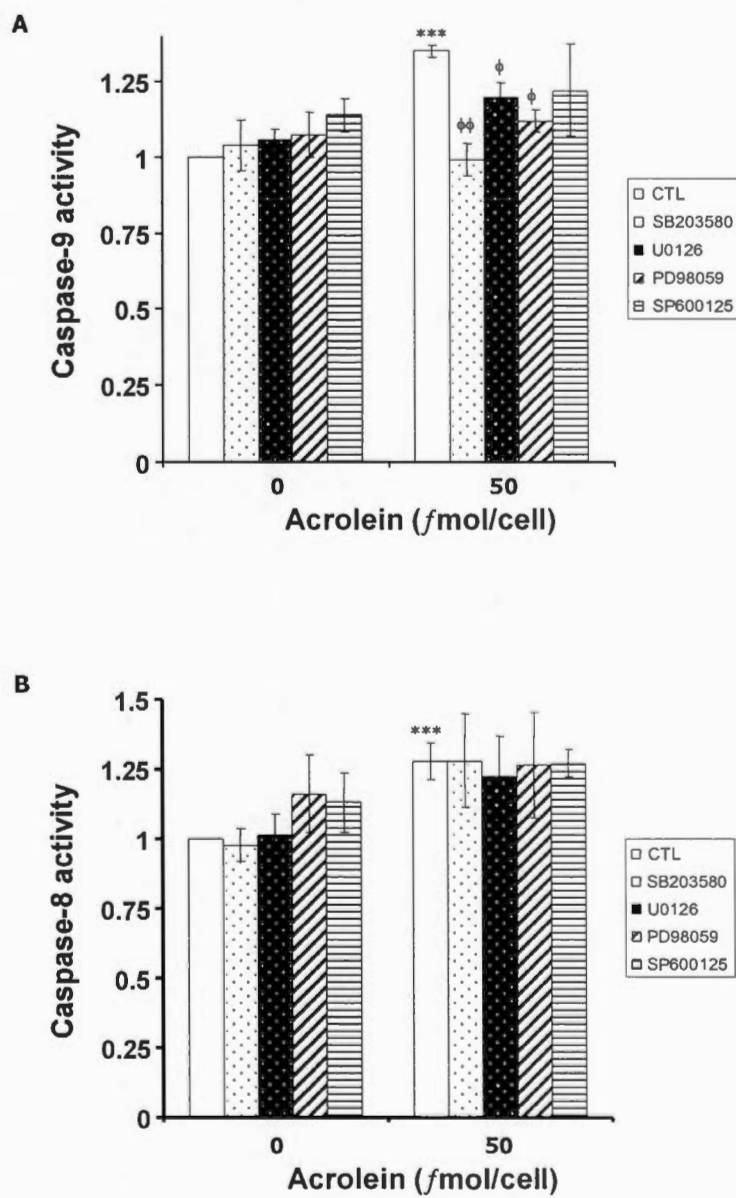 A
Caspase-9 activity
1.25
1
0.75
0.5
0.25
0
***
ϕϕ
ϕ
ϕ
0
50
Acrolein (fmol/cell)
CTL
SB203580
U0126
PD98059
SP600125
B
Caspase-8 activity
1.5
1.25
1
0.75
0.5
0.25
0
***
0
50
Acrolein (fmol/cell)
CTL
SB203580
U0126
PD98059
SP600125